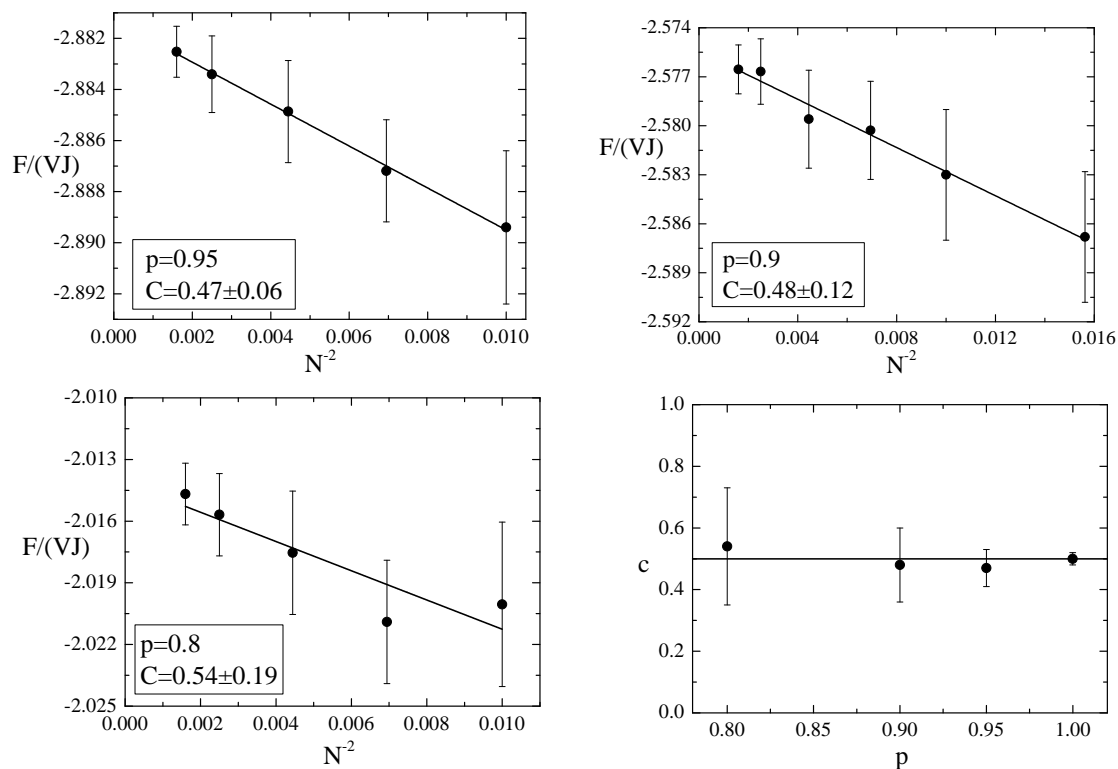 -2.882
-2.884
-2.886
-2.888
-2.890
-2.892
F/(VJ)
p=0.95
C=0.47±0.06
0.000 0.002 0.004 0.006 0.008 0.010
N-2
-2.574
-2.577
-2.580
-2.583
-2.586
-2.589
-2.592
F/(VJ)
p=0.9
C=0.48±0.12
0.000 0.004 0.008 0.012 0.016
N-2
-2.010
-2.013
-2.016
-2.019
-2.022
-2.025
F/(VJ)
p=0.8
C=0.54±0.19
0.000 0.002 0.004 0.006 0.008 0.010
N-2
1.0
0.8
0.6
0.4
0.2
0.0
c
0.80 0.85 0.90 0.95 1.00
p